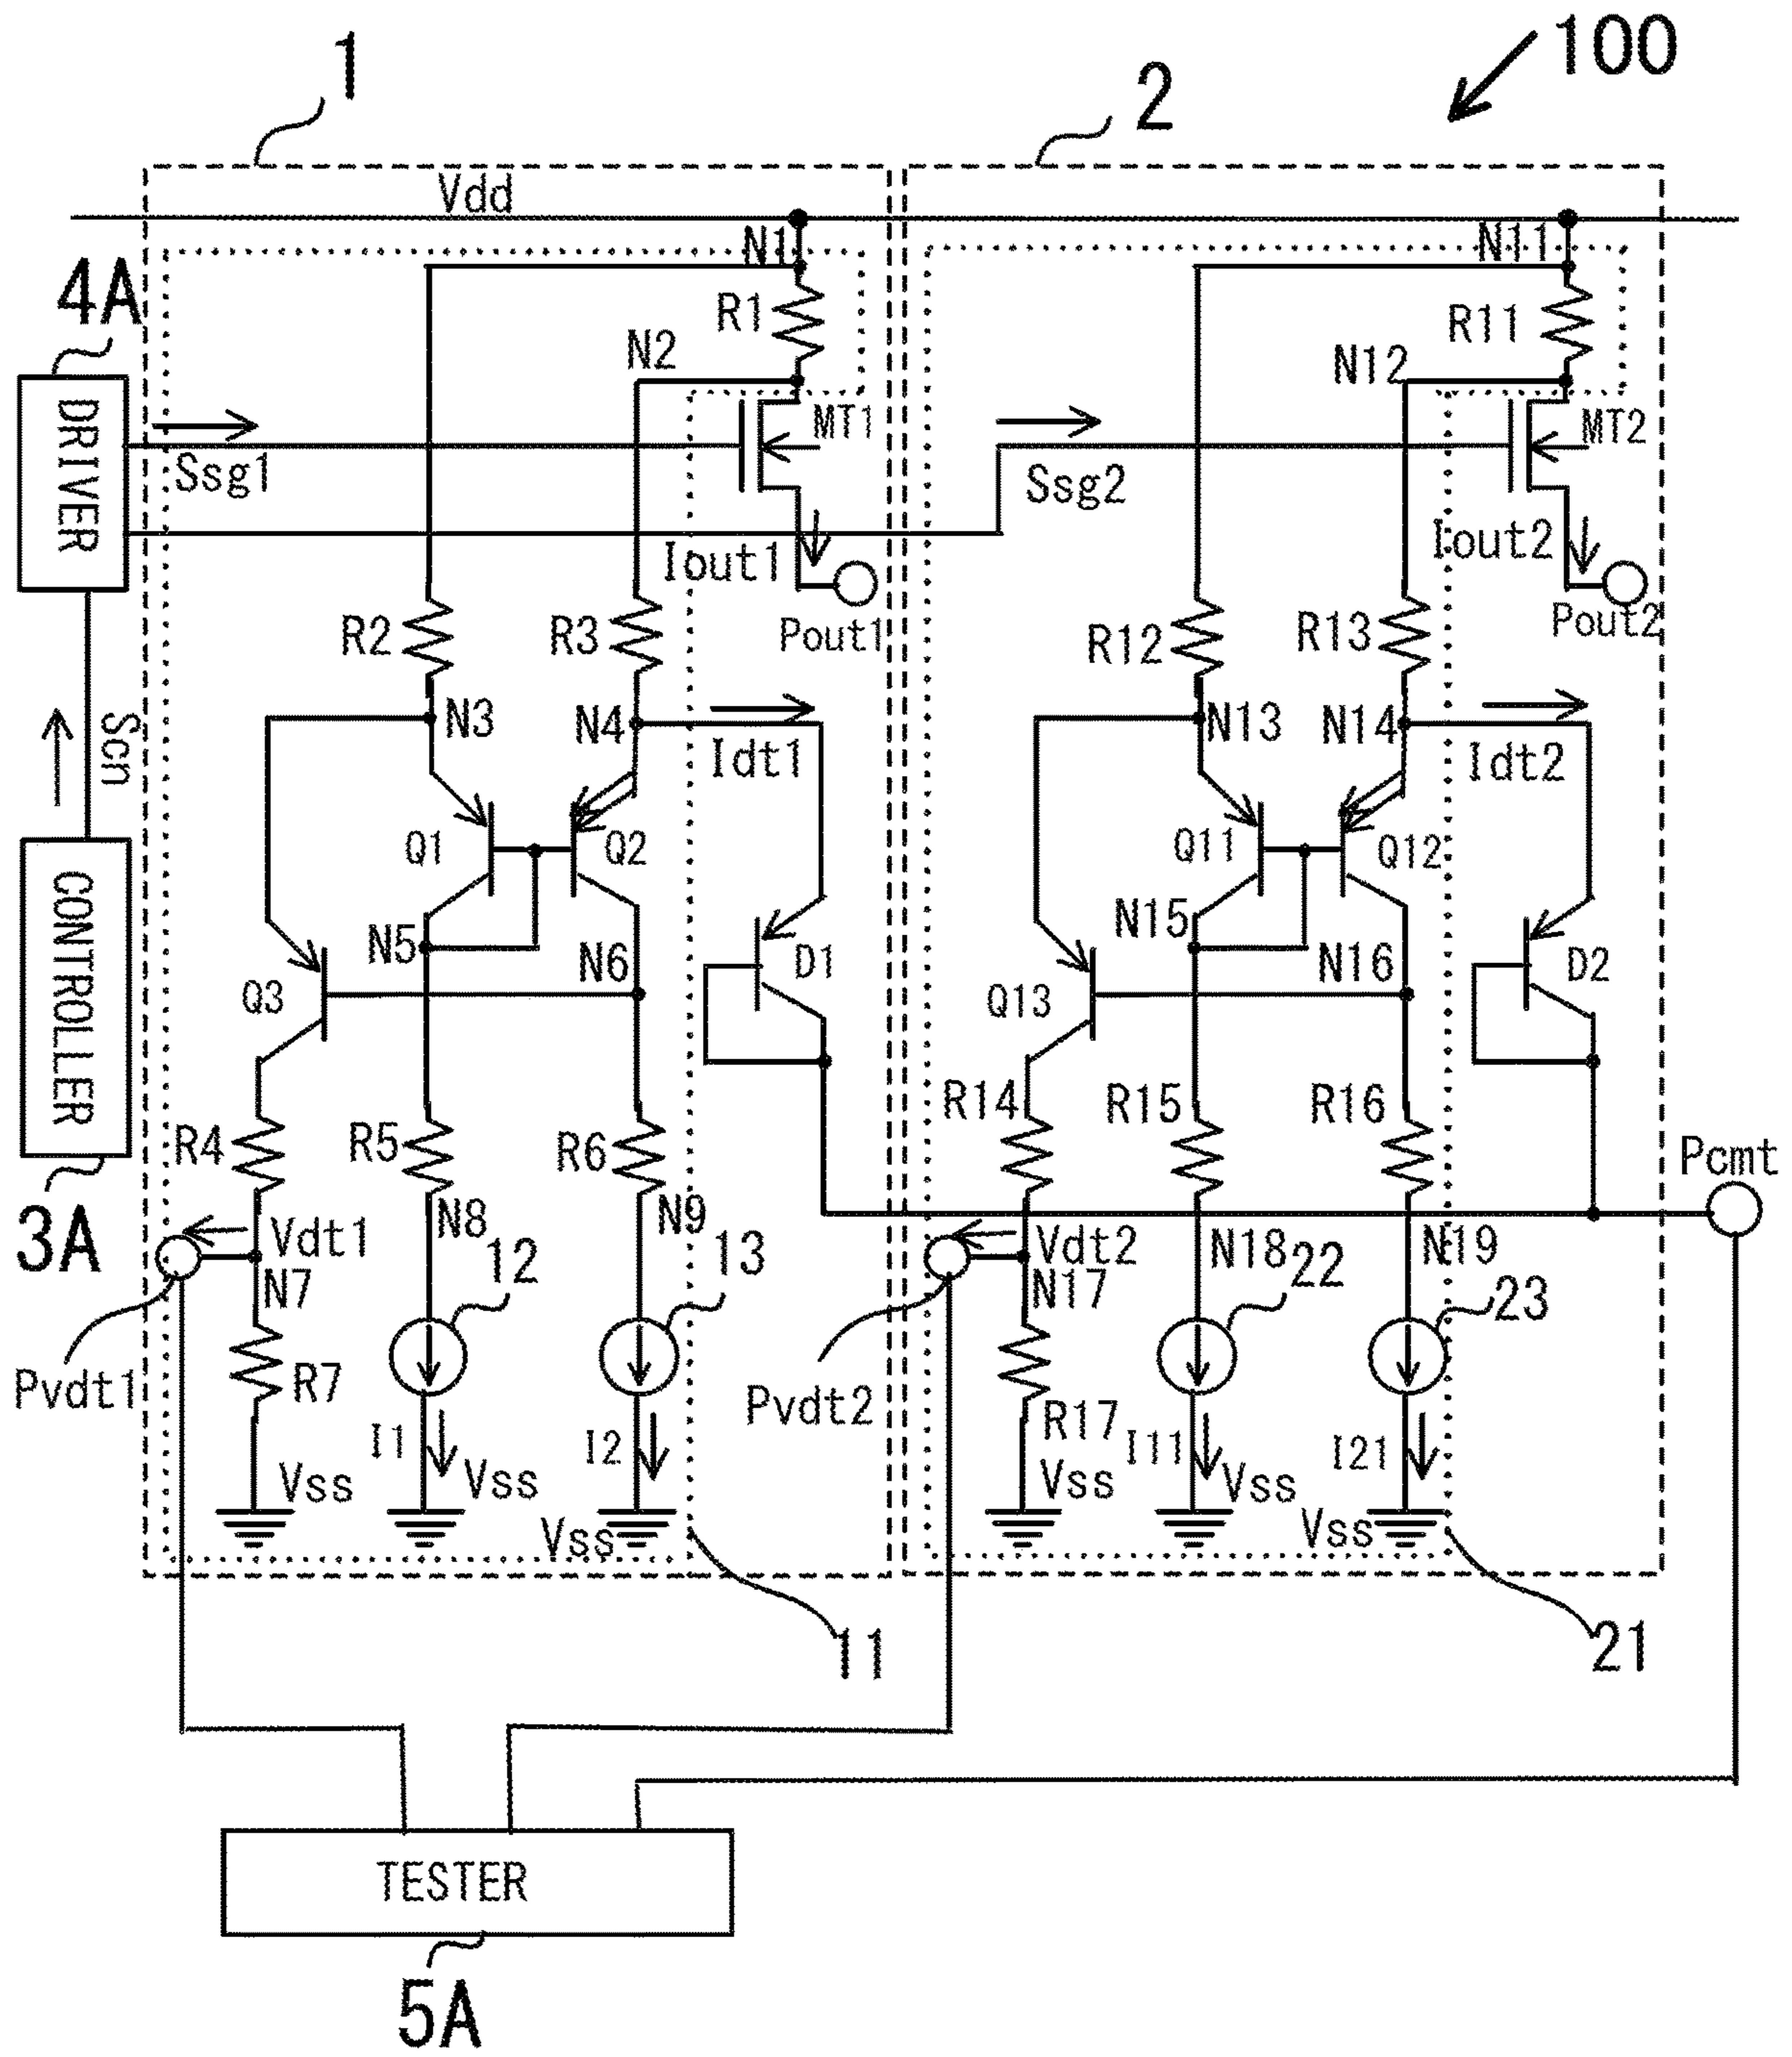 100
1
2
Vdd
N1
N11
4A
R1
R11
N2
N12
DRIVER
MT1
MT2
Ssg1
Ssg2
Iout1
Iout2
Pout1
Pout2
R2
R3
R12
R13
Scn
N3
N4
N13
N14
Idt1
Idt2
Q1
Q2
Q11
Q12
CONTROLLER
N5
N6
N15
N16
Q3
D1
Q13
D2
R4
R5
R6
R14
R15
R16
Pcmt
3A
N8
N9
Vdt1
12
13
Vdt2
N18
22
N19
23
N7
N17
Pvdt1
R7
Pvdt2
R17
I1
I2
I11
I21
Vss
Vss
Vss
Vss
Vss
Vss
11
21
TESTER
5A